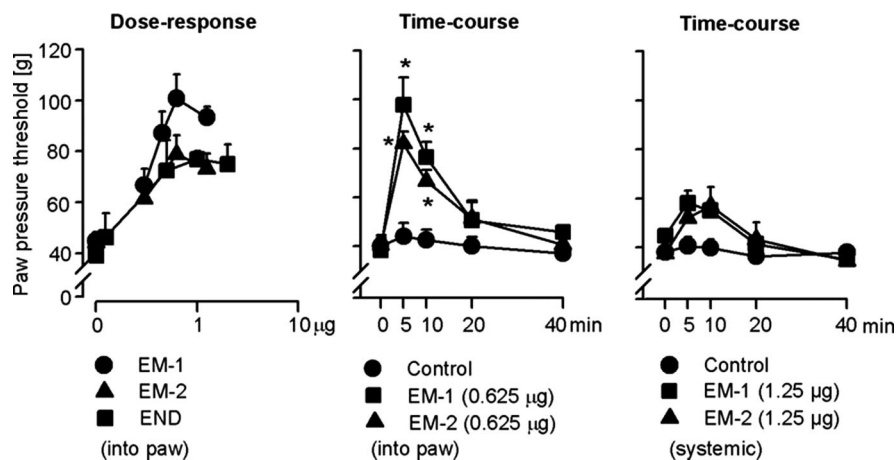 Dose-response
Time-course
Time-course
Paw pressure threshold [g]
120
100
80
60
40
0
0 1 10 μg
0 5 10 20 40 min
0 5 10 20 40 min
* * * *
EM-1
EM-2
END
(into paw)
Control
EM-1 (0.625 μg)
EM-2 (0.625 μg)
(into paw)
Control
EM-1 (1.25 μg)
EM-2 (1.25 μg)
(systemic)